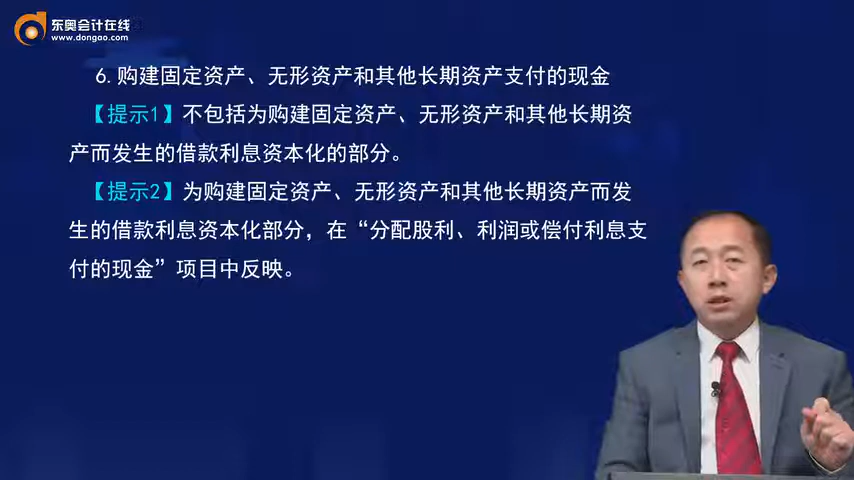 东奥会计在线
www.dongao.com
6.购建固定资产、无形资产和其他长期资产支付的现金
【提示1】不包括为购建固定资产、无形资产和其他长期资
产而发生的借款利息资本化的部分。
【提示2】为购建固定资产、无形资产和其他长期资产而发
生的借款利息资本化部分，在“分配股利、利润或偿付利息支
付的现金”项目中反映。